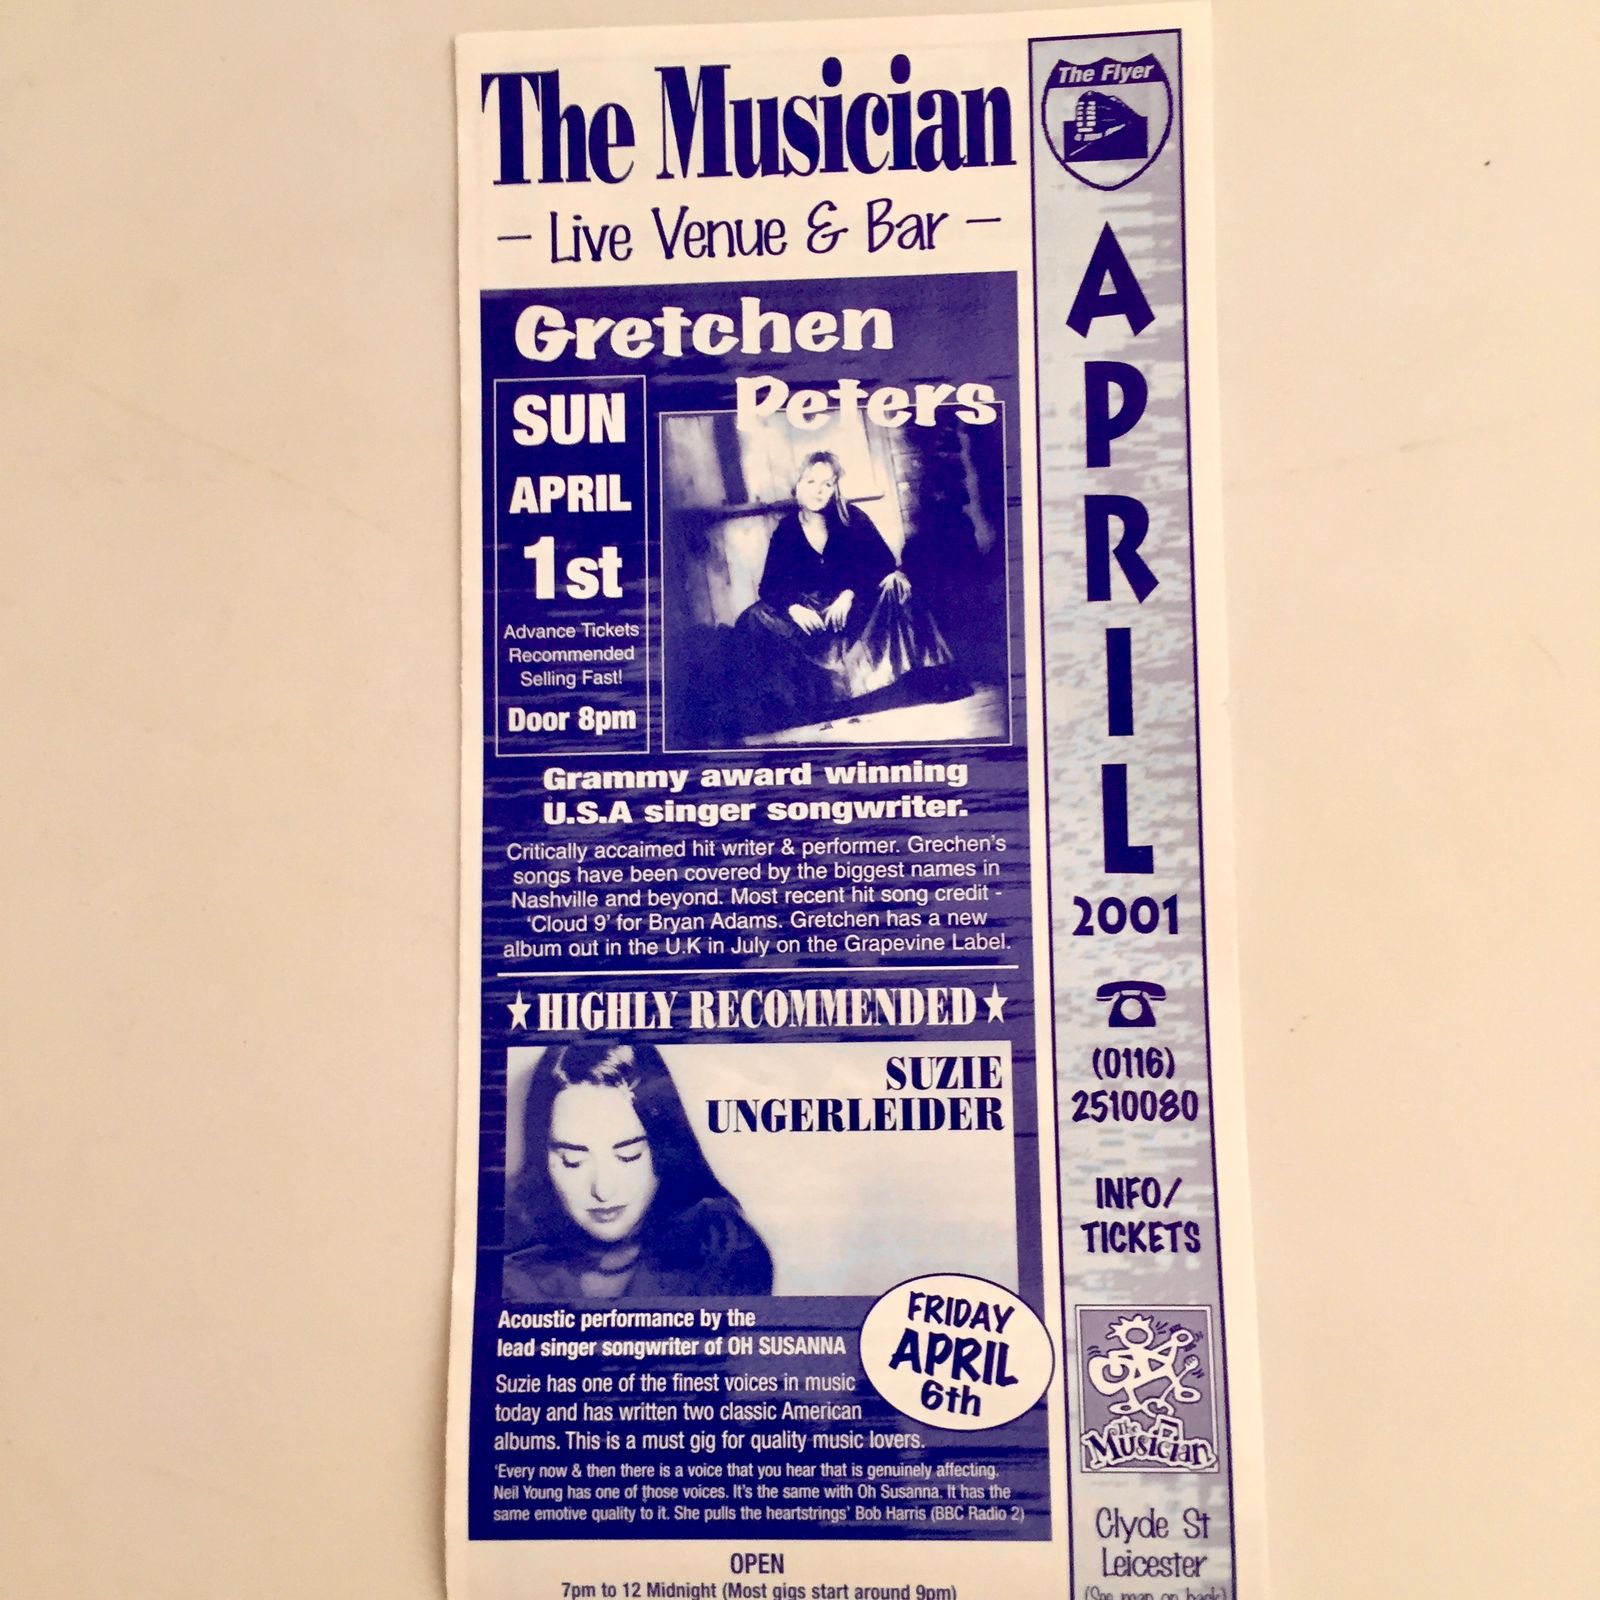 The Musician
– Live Venue & Bar –
Gretchen
Peters
SUN
APRIL
1st
Advance Tickets
Recommended
Selling Fast!
Door 8pm
Grammy award winning
U.S.A singer songwriter.
Critically accaimed hit writer & performer. Grechen's
songs have been covered by the biggest names in
Nashville and beyond. Most recent hit song credit -
'Cloud 9' for Bryan Adams. Gretchen has a new
album out in the U.K in July on the Grapevine Label.
★HIGHLY RECOMMENDED★
SUZIE
UNGERLEIDER
Acoustic performance by the
lead singer songwriter of OH SUSANNA
FRIDAY
APRIL
6th
Suzie has one of the finest voices in music
today and has written two classic American
albums. This is a must gig for quality music lovers.
'Every now & then there is a voice that you hear that is genuinely affecting.
Neil Young has one of those voices. It's the same with Oh Susanna. It has the
same emotive quality to it. She pulls the heartstrings' Bob Harris (BBC Radio 2)
OPEN
7pm to 12 Midnight (Most gigs start around 9pm)
The Flyer
APRIL
2001
(0116)
2510080
INFO/
TICKETS
The
Musician
Clyde St
Leicester
(See map on back)